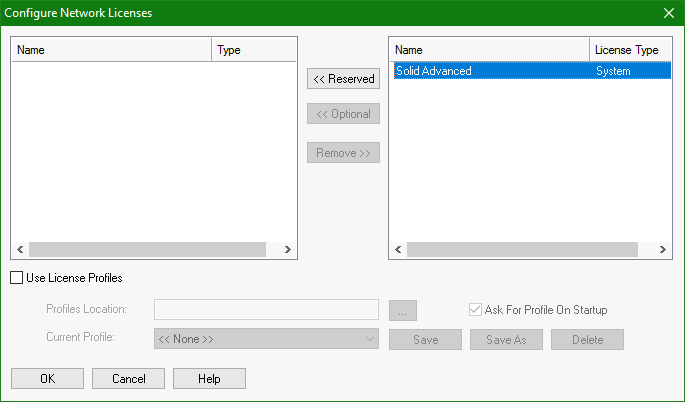 Configure Network Licenses
Name Type
Name License Type
Solid Advanced System
<< Reserved
<< Optional
Remove >>
Use License Profiles
Profiles Location: ... Ask For Profile On Startup
Current Profile: << None >> Save Save As Delete
OK Cancel Help